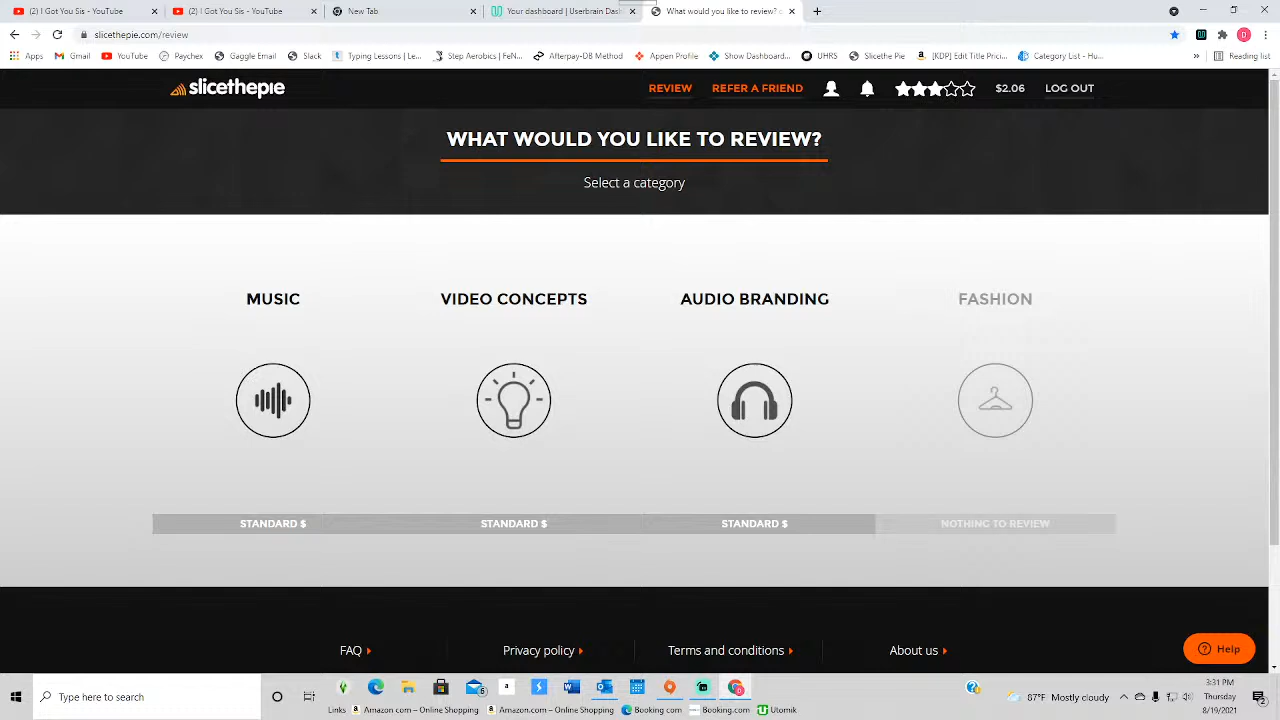 (2) I Got You Sis - YouTube
(2) I Got You Sis - YouTube
New Tab
Your dashboard | Userbrain Das
What would you like to review?
slicethepie.com/review
Apps
Gmail
YouTube
Paychex
Gaggle Email
Slack
Typing Lessons | Le...
Step Aerobics | FeN...
Afterpay-DB Method
Appen Profile
Show Dashboard...
UHRS
Slicethe Pie
[KDP] Edit Title Pric...
Category List - Hu...
»
Reading list
slicethepie
REVIEW
REFER A FRIEND
$2.06
LOG OUT
WHAT WOULD YOU LIKE TO REVIEW?
Select a category
MUSIC
VIDEO CONCEPTS
AUDIO BRANDING
FASHION
STANDARD $
STANDARD $
STANDARD $
NOTHING TO REVIEW
FAQ
Privacy policy
Terms and conditions
About us
Help
Type here to search
87°F Mostly cloudy
3:31 PM
Thursday
8/19/2021
Links
Amazon.com – Online Shopping
Amazon.com – Online Shopping
Booking.com
Booking.com
Utomik